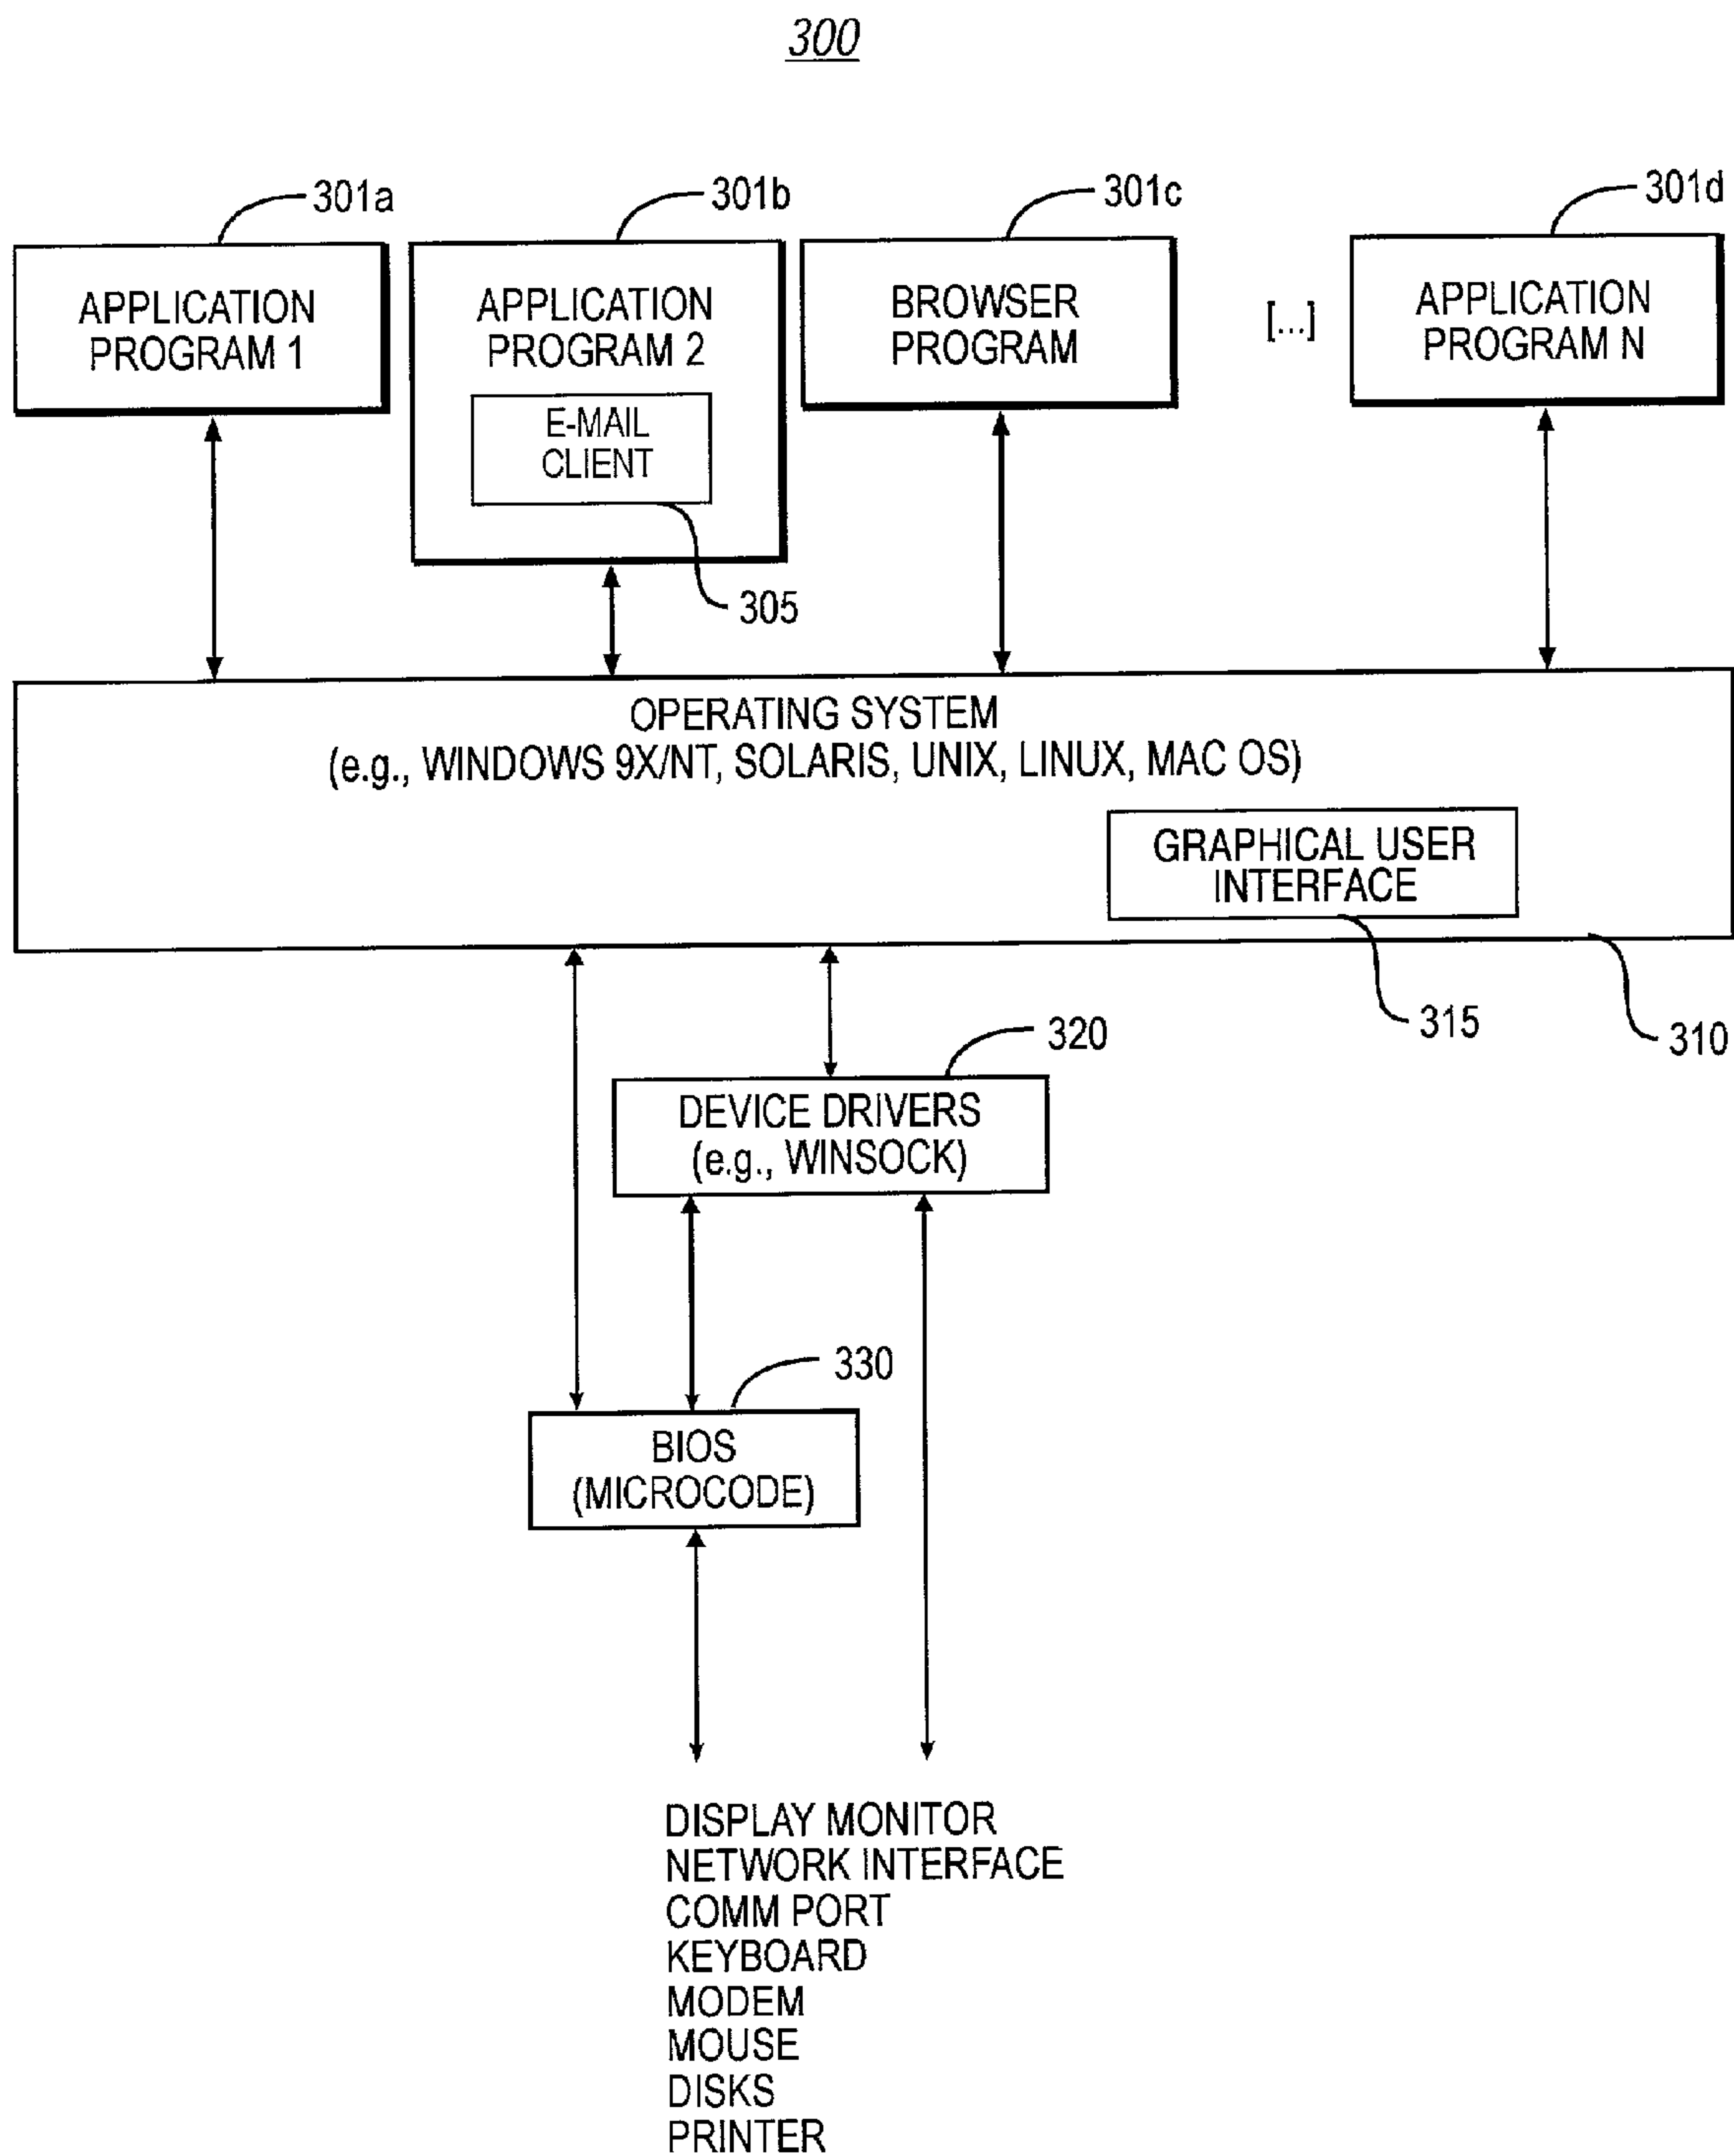 300
301a
301b
301c
301d
APPLICATION
PROGRAM 1
APPLICATION
PROGRAM 2
E-MAIL
CLIENT
305
BROWSER
PROGRAM
[...]
APPLICATION
PROGRAM N
OPERATING SYSTEM
(e.g., WINDOWS 9X/NT, SOLARIS, UNIX, LINUX, MAC OS)
GRAPHICAL USER
INTERFACE
315
310
320
DEVICE DRIVERS
(e.g., WINSOCK)
330
BIOS
(MICROCODE)
DISPLAY MONITOR
NETWORK INTERFACE
COMM PORT
KEYBOARD
MODEM
MOUSE
DISKS
PRINTER